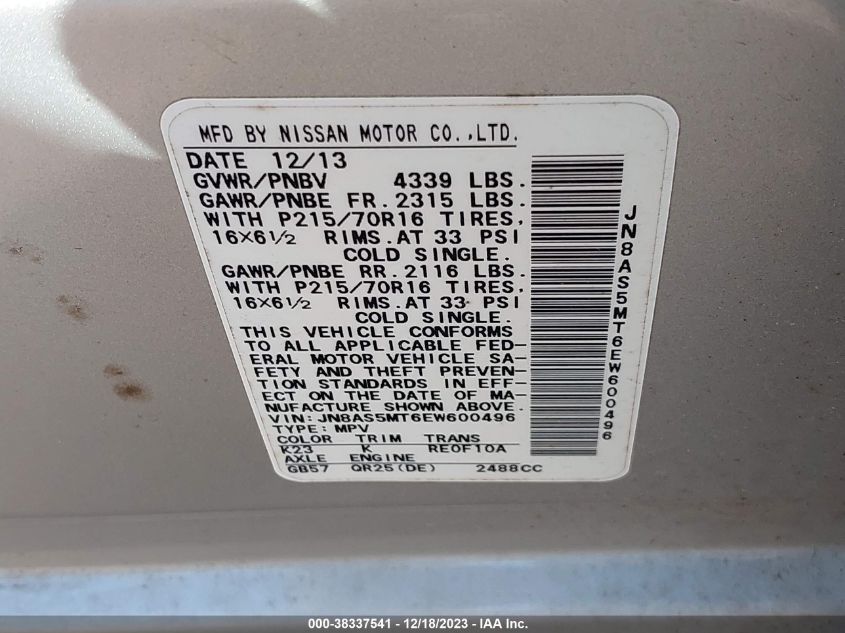 MFD BY NISSAN MOTOR CO.,LTD.
DATE 12/13
GVWR/PNBV 4339 LBS.
GAWR/PNBE FR. 2315 LBS.
WITH P215/70R16 TIRES,
16X6½ RIMS. AT 33 PSI
COLD SINGLE.
GAWR/PNBE RR. 2116 LBS.
WITH P215/70R16 TIRES,
16X6½ RIMS. AT 33 PSI
COLD SINGLE.
THIS VEHICLE CONFORMS
TO ALL APPLICABLE FED-
ERAL MOTOR VEHICLE SA-
FETY AND THEFT PREVEN-
TION STANDARDS IN EFF-
ECT ON THE DATE OF MA-
NUFACTURE SHOWN ABOVE.
VIN: JN8AS5MT6EW600496
TYPE: MPV
COLOR TRIM TRANS
K23 K RE0F10A
AXLE ENGINE
GB57 QR25(DE) 2488CC
JN8AS5MT6EW600496
000-38337541 - 12/18/2023 - IAA Inc.